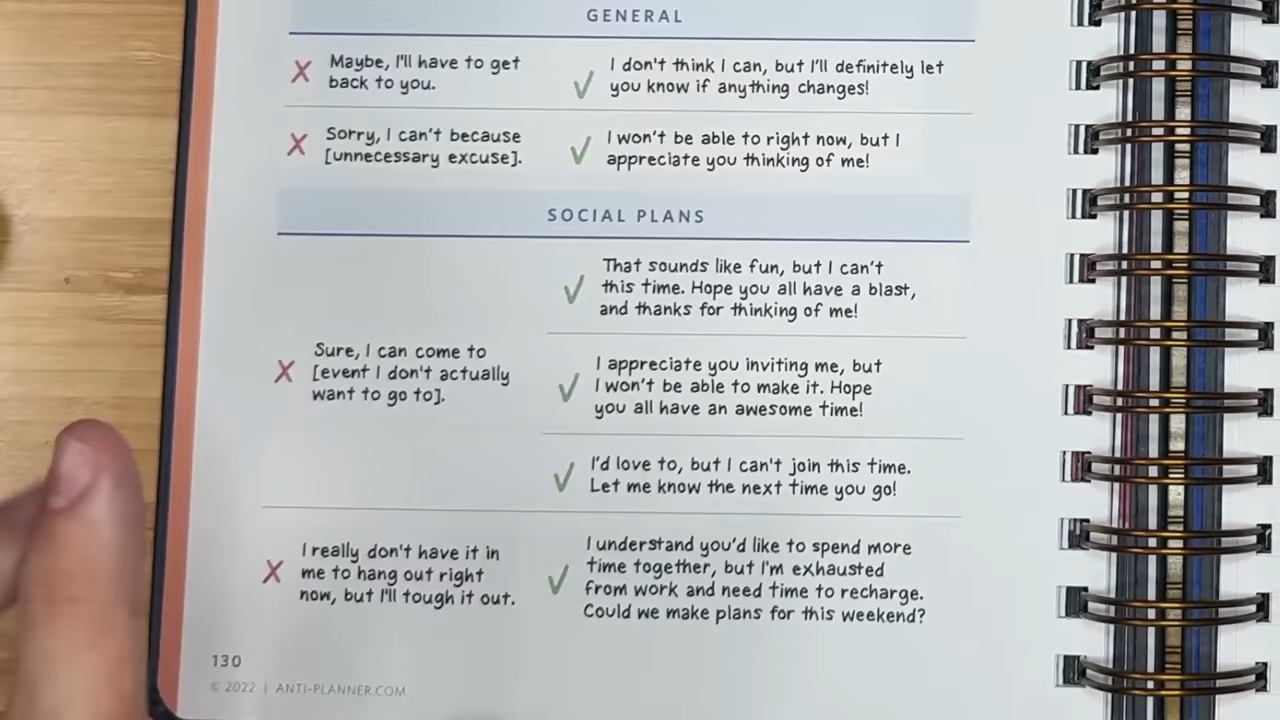 GENERAL
X Maybe, I'll have to get
back to you.
✓ I don't think I can, but I'll definitely let
you know if anything changes!
X Sorry, I can't because
[unnecessary excuse].
✓ I won't be able to right now, but I
appreciate you thinking of me!
SOCIAL PLANS
X Sure, I can come to
[event I don't actually
want to go to].
✓ That sounds like fun, but I can't
this time. Hope you all have a blast,
and thanks for thinking of me!
✓ I appreciate you inviting me, but
I won't be able to make it. Hope
you all have an awesome time!
✓ I'd love to, but I can't join this time.
Let me know the next time you go!
X I really don't have it in
me to hang out right
now, but I'll tough it out.
✓ I understand you'd like to spend more
time together, but I'm exhausted
from work and need time to recharge.
Could we make plans for this weekend?
130
© 2022 | ANTI-PLANNER.COM